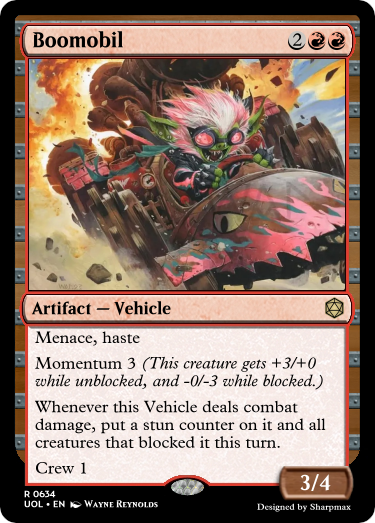 Boomobil 2
Artifact — Vehicle
Menace, haste
Momentum 3 (This creature gets +3/+0
while unblocked, and -0/-3 while blocked.)
Whenever this Vehicle deals combat
damage, put a stun counter on it and all
creatures that blocked it this turn.
Crew 1
3/4
R 0634
UOL • EN WAYNE REYNOLDS
Designed by Sharpmax